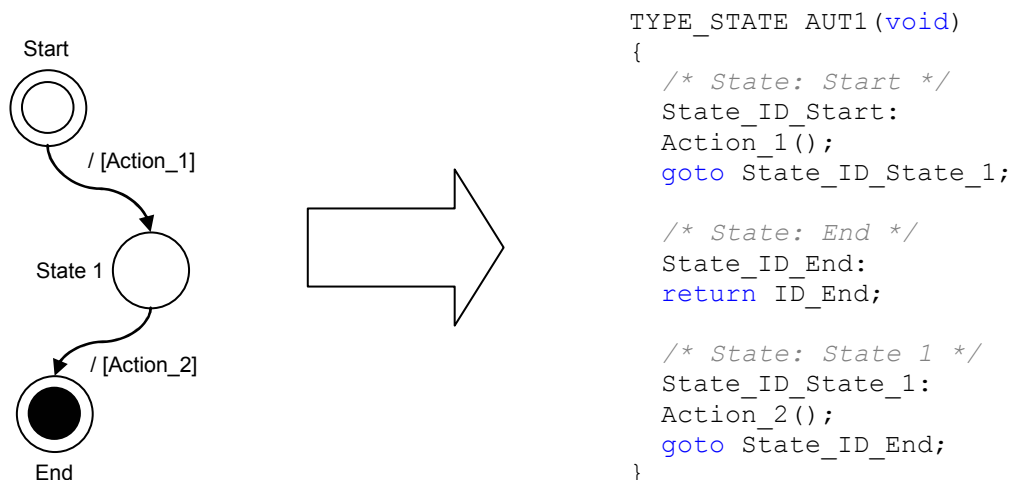 Start
/ [Action_1]
State 1
/ [Action_2]
End
TYPE_STATE AUT1(void)
{
/* State: Start */
State_ID_Start:
Action_1();
goto State_ID_State_1;
/* State: End */
State_ID_End:
return ID_End;
/* State: State 1 */
State_ID_State_1:
Action_2();
goto State_ID_End;
}